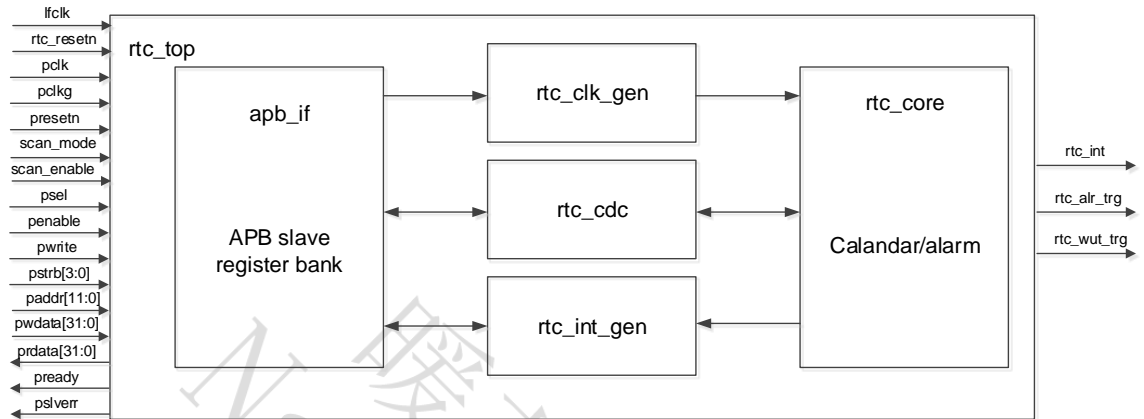 lfclk
rtc_resetn
pclk
pclkg
presetn
scan_mode
scan_enable
psel
penable
pwrite
pstrb[3:0]
paddr[11:0]
pwdata[31:0]
prdata[31:0]
pready
pslverr
rtc_top
apb_if
APB slave
register bank
rtc_clk_gen
rtc_cdc
rtc_int_gen
rtc_core
Calandar/alarm
rtc_int
rtc_alr_trg
rtc_wut_trg
暖